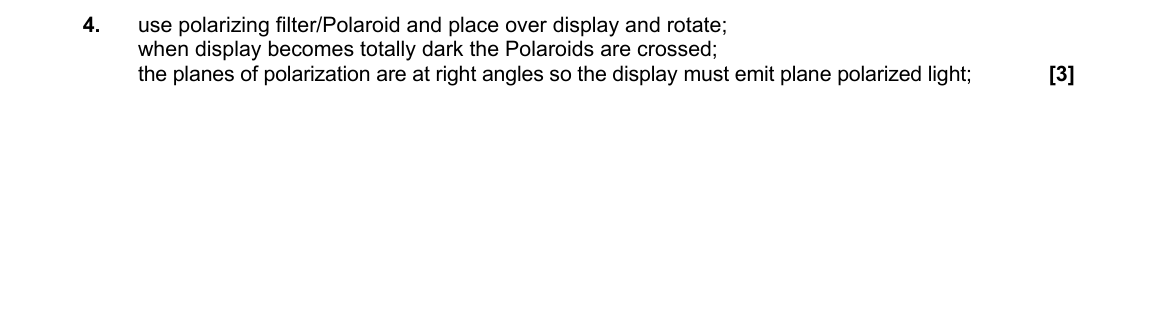 4. use polarizing filter/Polaroid and place over display and rotate;
when display becomes totally dark the Polaroids are crossed;
the planes of polarization are at right angles so the display must emit plane polarized light; [3]